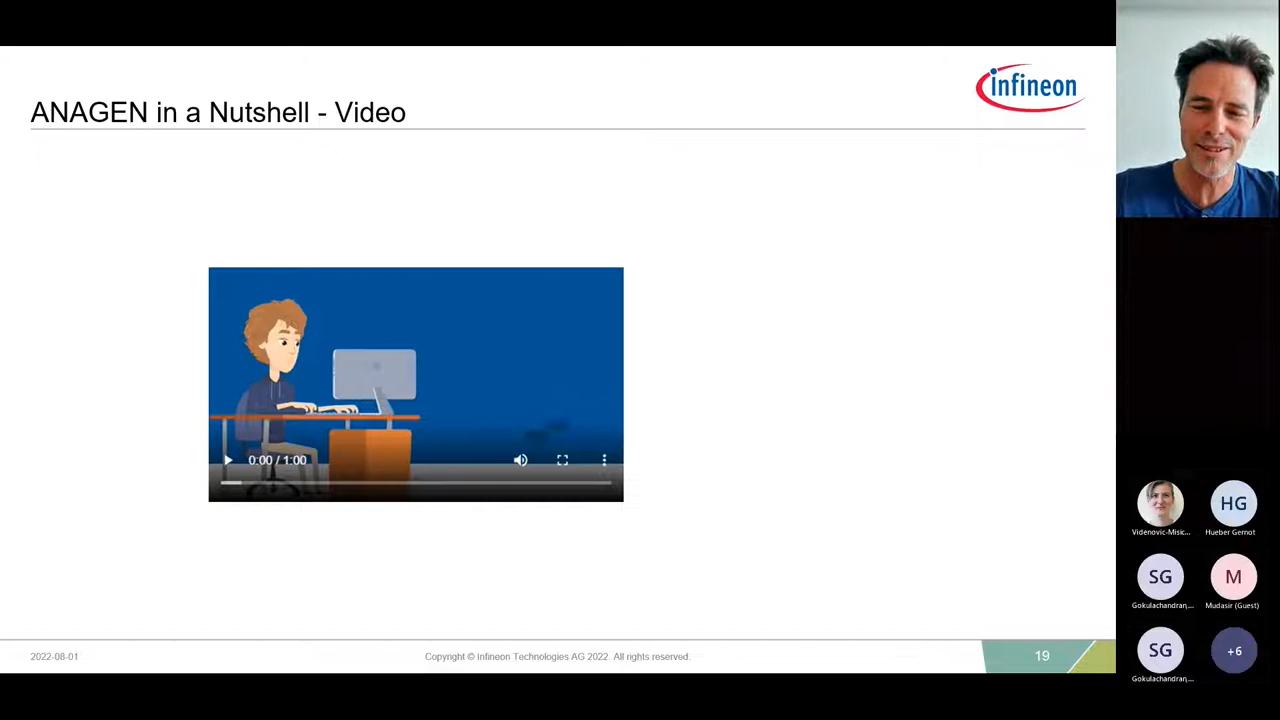 ANAGEN in a Nutshell - Video
infineon
0:00 / 1:00
Videnovic-Misic...
HG
Hueber Gernot
SG
Gokulachandran,...
M
Mudasir (Guest)
SG
Gokulachandran,...
+6
2022-08-01
Copyright © Infineon Technologies AG 2022. All rights reserved.
19